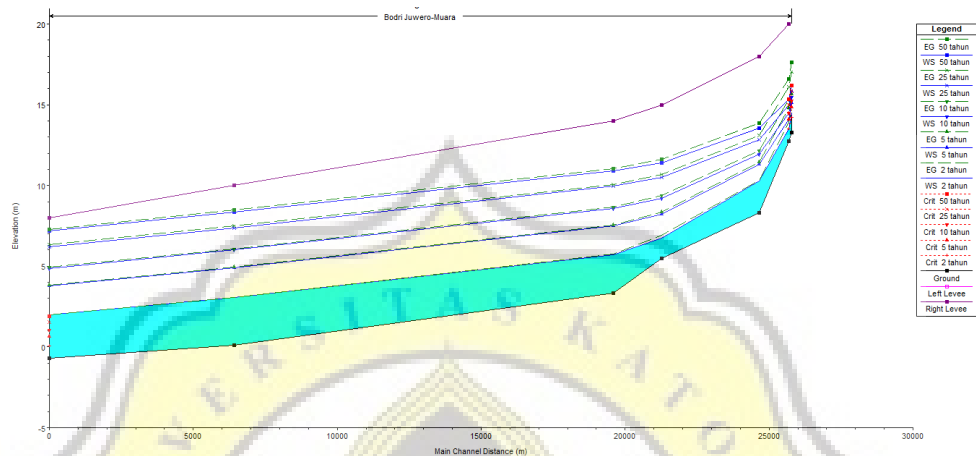 Bodri Juwero-Muara
20
15
10
5
0
-5
Elevation (m)
0
5000
10000
15000
20000
25000
30000
Main Channel Distance (m)
Legend
EG 50 tahun
WS 50 tahun
EG 25 tahun
WS 25 tahun
EG 10 tahun
WS 10 tahun
EG 5 tahun
WS 5 tahun
EG 2 tahun
WS 2 tahun
Crit 50 tahun
Crit 25 tahun
Crit 10 tahun
Crit 5 tahun
Crit 2 tahun
Ground
Left Levee
Right Levee
VERSITAS KATO